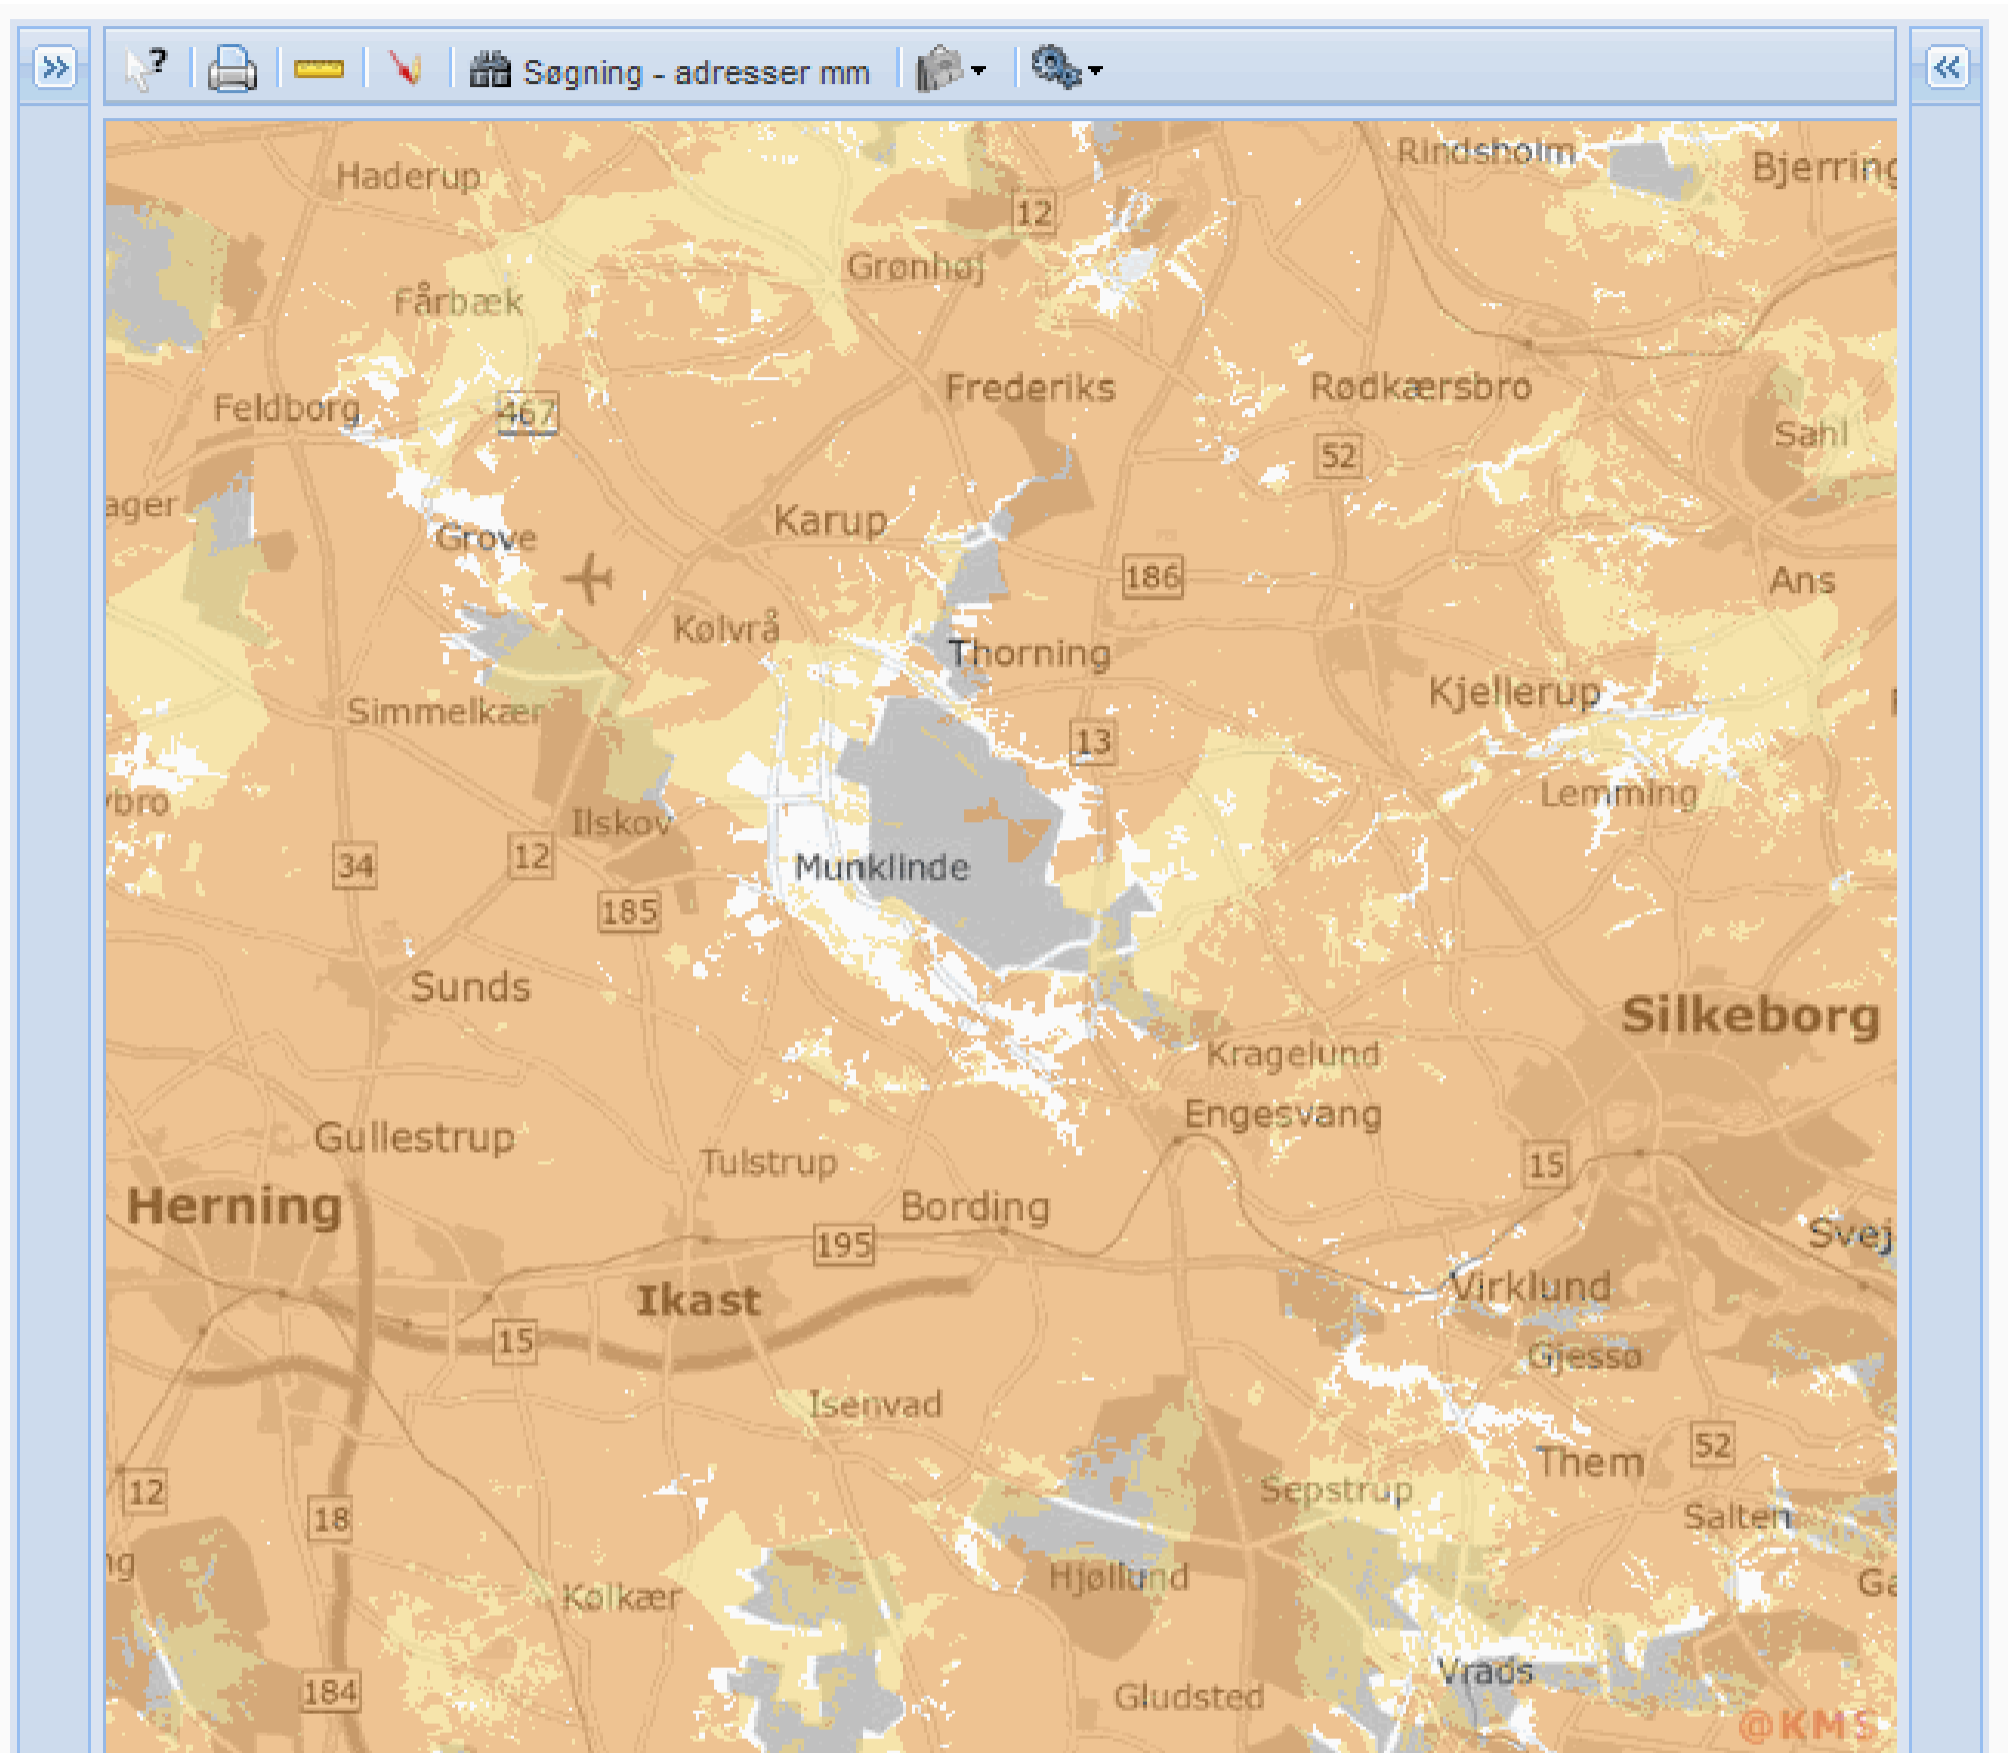 ? Søgning - adresser mm
Rindsholm
Bjerring
Haderup
12
Grønhøj
Fårbæk
Frederiks
Rødkærsbro
Feldborg
467
Sahl
52
ager
Karup
Grove
186
Ans
Kølvrå
Thorning
Kjellerup
Simmelkær
13
Lemming
bro
Ilskov
12
34
Munklinde
185
Sunds
Silkeborg
Kragelund
Engesvang
Gullestrup
Tulstrup
15
Herning
Bording
Svej
195
Virklund
Ikast
15
Gjessø
Isenvad
52
Them
12
Sepstrup
18
Salten
ng
Hjøllund
Ga
Kølkær
Vrads
184
Gludsted
@KMS